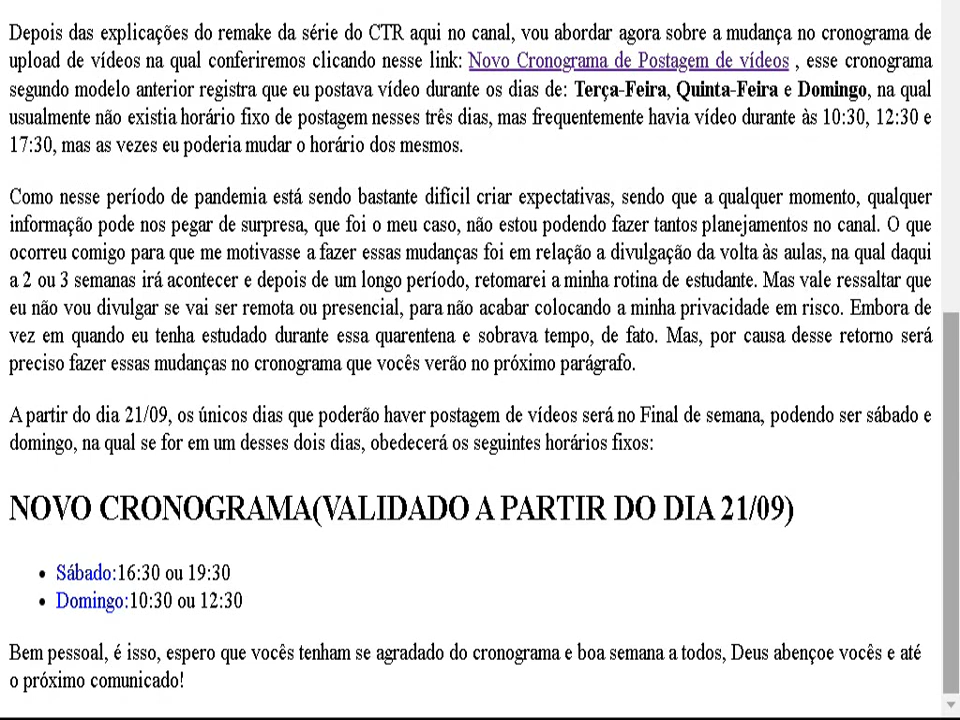 Depois das explicações do remake da série do CTR aqui no canal, vou abordar agora sobre a mudança no cronograma de
upload de vídeos na qual conferiremos clicando nesse link: Novo Cronograma de Postagem de vídeos , esse cronograma
segundo modelo anterior registra que eu postava vídeo durante os dias de: Terça-Feira, Quinta-Feira e Domingo, na qual
usualmente não existia horário fixo de postagem nesses três dias, mas frequentemente havia vídeo durante às 10:30, 12:30 e
17:30, mas as vezes eu poderia mudar o horário dos mesmos.
Como nesse período de pandemia está sendo bastante difícil criar expectativas, sendo que a qualquer momento, qualquer
informação pode nos pegar de surpresa, que foi o meu caso, não estou podendo fazer tantos planejamentos no canal. O que
ocorreu comigo para que me motivasse a fazer essas mudanças foi em relação a divulgação da volta às aulas, na qual daqui
a 2 ou 3 semanas irá acontecer e depois de um longo período, retomarei a minha rotina de estudante. Mas vale ressaltar que
eu não vou divulgar se vai ser remota ou presencial, para não acabar colocando a minha privacidade em risco. Embora de
vez em quando eu tenha estudado durante essa quarentena e sobrava tempo, de fato. Mas, por causa desse retorno será
preciso fazer essas mudanças no cronograma que vocês verão no próximo parágrafo.
A partir do dia 21/09, os únicos dias que poderão haver postagem de vídeos será no Final de semana, podendo ser sábado e
domingo, na qual se for em um desses dois dias, obedecerá os seguintes horários fixos:
NOVO CRONOGRAMA(VALIDADO A PARTIR DO DIA 21/09)
• Sábado:16:30 ou 19:30
• Domingo:10:30 ou 12:30
Bem pessoal, é isso, espero que vocês tenham se agradado do cronograma e boa semana a todos, Deus abençoe vocês e até
o próximo comunicado!